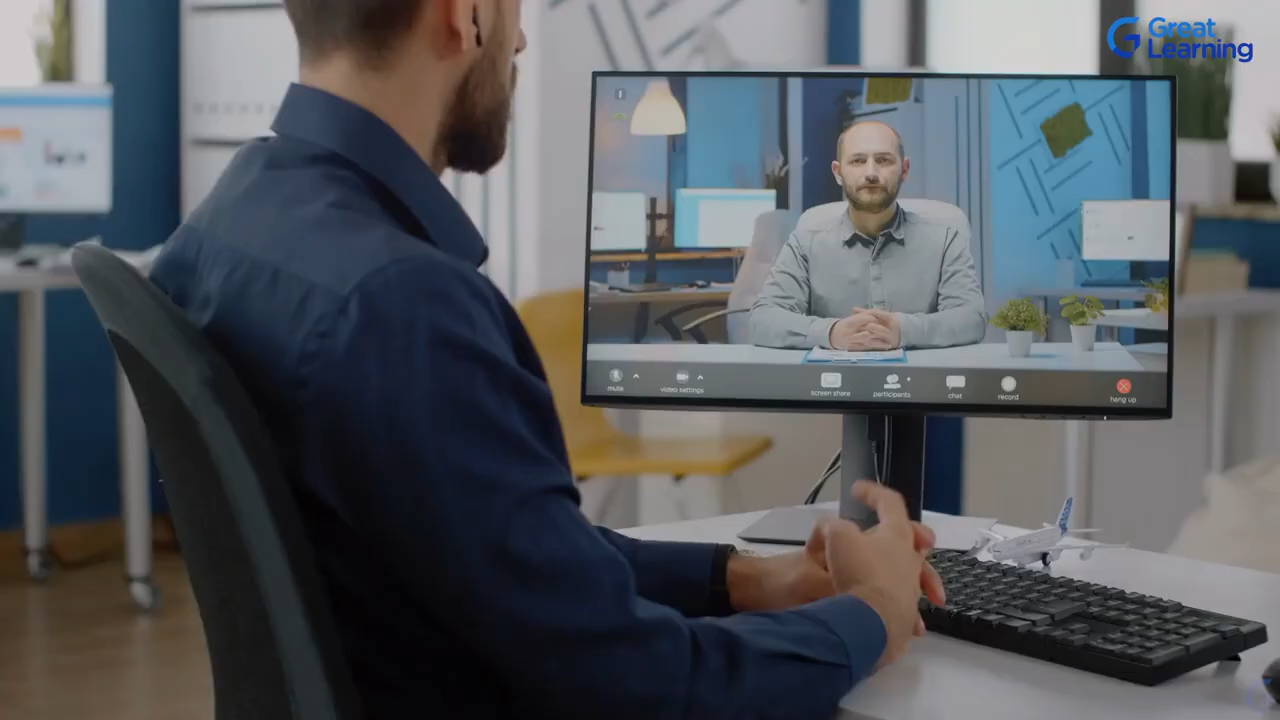 Great
Learning
mute
video settings
screen share
participants
chat
record
hang up